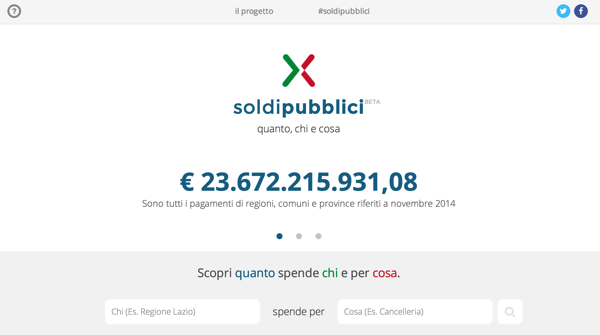 ?
il progetto #soldipubblici
soldipubblici BETA
quanto, chi e cosa
€ 23.672.215.931,08
Sono tutti i pagamenti di regioni, comuni e province riferiti a novembre 2014
Scopri quanto spende chi e per cosa.
Chi (Es. Regione Lazio) spende per Cosa (Es. Cancelleria)